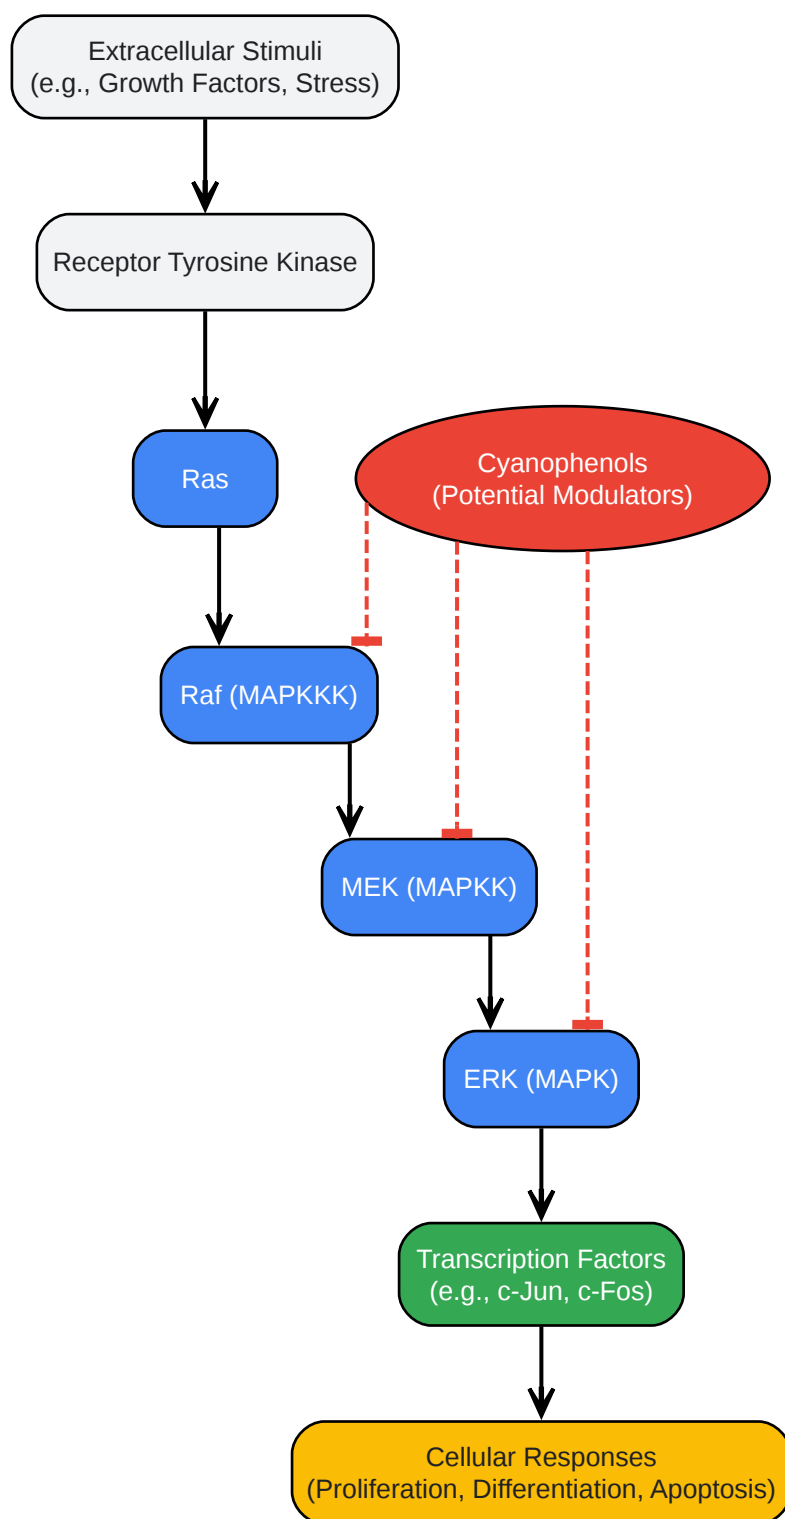 Extracellular Stimuli
(e.g., Growth Factors, Stress)
Receptor Tyrosine Kinase
Ras
Cyanophenols
(Potential Modulators)
Raf (MAPKKK)
MEK (MAPKK)
ERK (MAPK)
Transcription Factors
(e.g., c-Jun, c-Fos)
Cellular Responses
(Proliferation, Differentiation, Apoptosis)